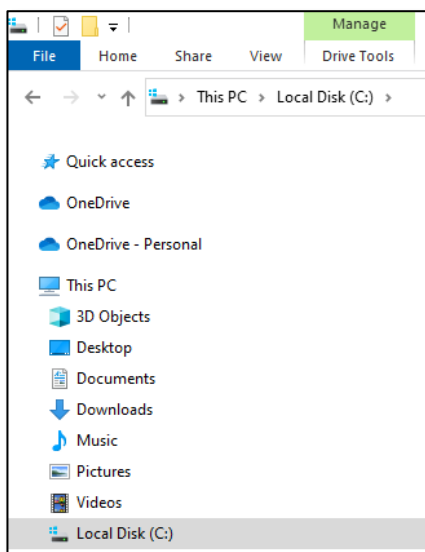 Manage
File Home Share View Drive Tools
This PC > Local Disk (C:) >
Quick access
OneDrive
OneDrive - Personal
This PC
3D Objects
Desktop
Documents
Downloads
Music
Pictures
Videos
Local Disk (C:)